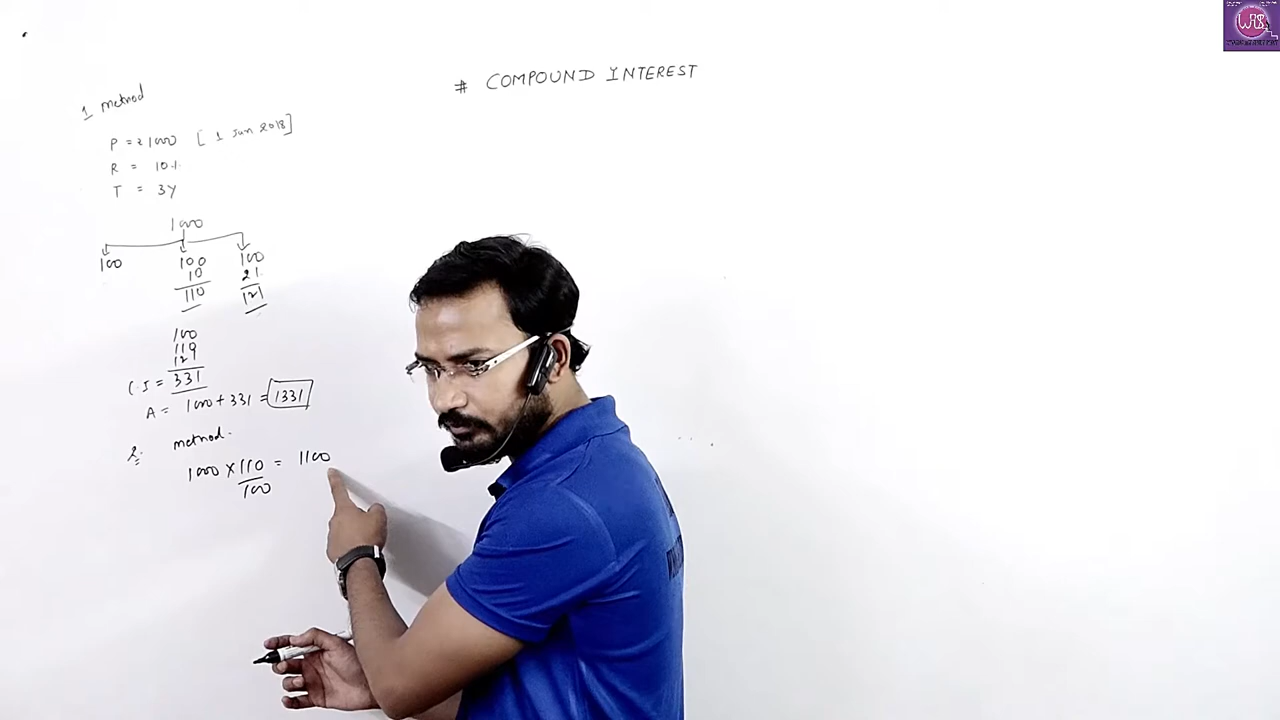 # COMPOUND INTEREST
1 method
P = ₹1000 [1 Jun 2018]
R = 10%
T = 3y
1000
100 100 100
10 21
110 121
100
110
121
C.I = 331
A = 1000 + 331 = 1331
2. method.
1000 × 110 = 1100
100